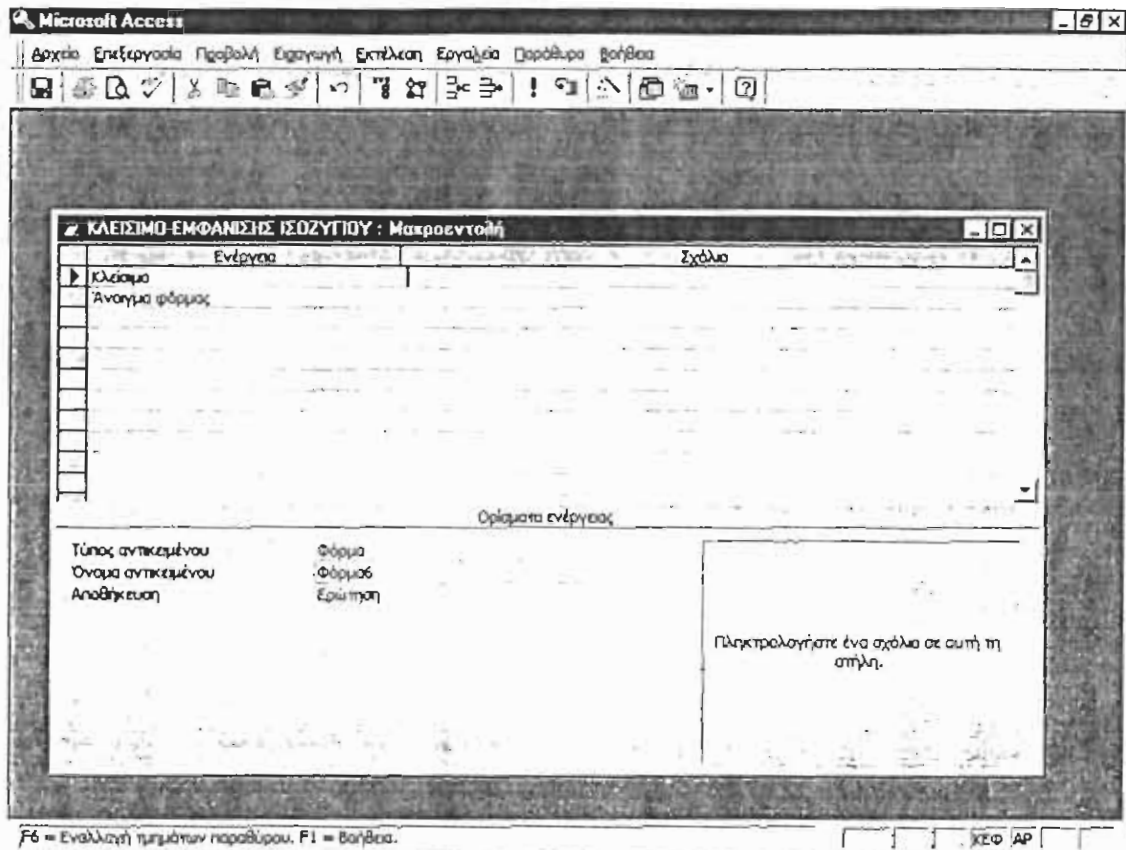 Microsoft Access
Αρχείο Επεξεργασία Προβολή Εισαγωγή Εκτέλεση Εργαλεία Παράθυρο Βοήθεια
ΚΛΕΙΣΙΜΟ-ΕΜΦΑΝΙΣΗΣ ΙΣΟΖΥΓΙΟΥ : Μακροεντολή
Ενέργεια Σχόλιο
Κλείσιμο
Άνοιγμα φόρμας
Ορίσματα ενέργειας
Τύπος αντικειμένου Φόρμα
Όνομα αντικειμένου Φόρμα6
Αποθήκευση Ερώτηση
Πληκτρολογήστε ένα σχόλιο σε αυτή τη
στήλη.
F6 = Εναλλαγή τμημάτων παραθύρου. F1 = Βοήθεια.
ΚΕΦ ΑΡ